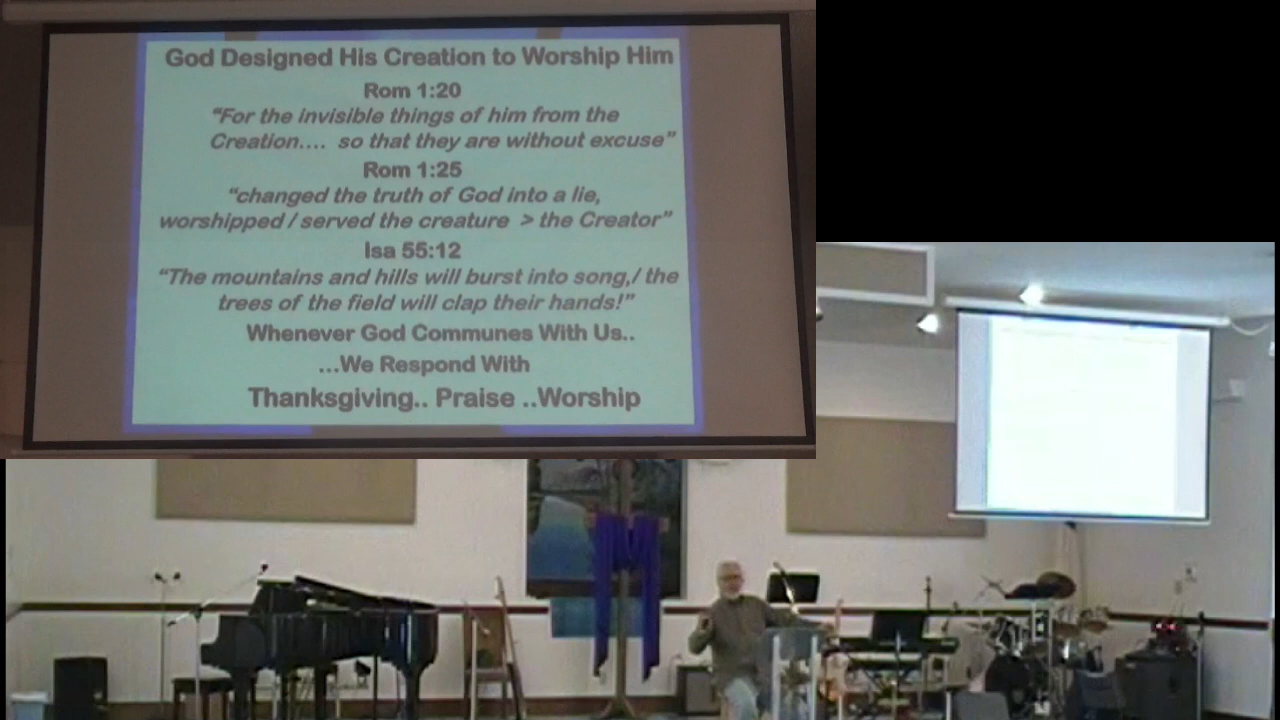 God Designed His Creation to Worship Him
Rom 1:20
“For the invisible things of him from the
Creation.... so that they are without excuse”
Rom 1:25
“changed the truth of God into a lie,
worshipped / served the creature > the Creator”
Isa 55:12
“The mountains and hills will burst into song,/ the
trees of the field will clap their hands!”
Whenever God Communes With Us..
...We Respond With
Thanksgiving.. Praise ..Worship